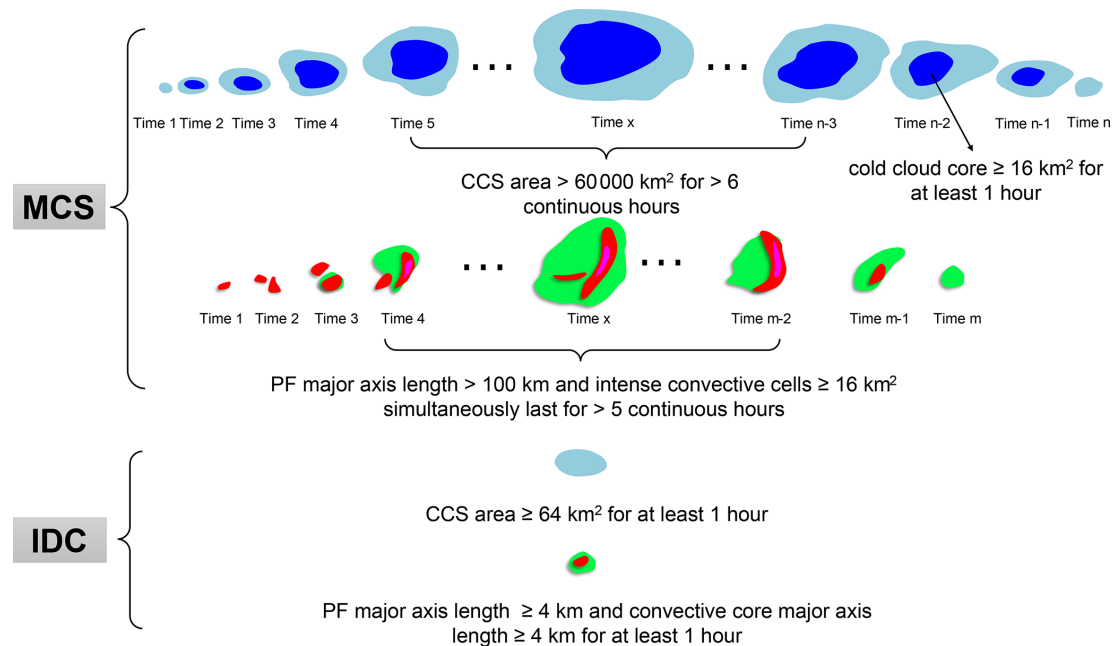 MCS
Time 1
Time 2
Time 3
Time 4
Time 5
...
Time x
...
Time n-3
Time n-2
Time n-1
Time n
CCS area > 60 000 km² for > 6
continuous hours
cold cloud core ≥ 16 km² for
at least 1 hour
Time 1
Time 2
Time 3
Time 4
...
Time x
...
Time m-2
Time m-1
Time m
PF major axis length > 100 km and intense convective cells ≥ 16 km²
simultaneously last for > 5 continuous hours
IDC
CCS area ≥ 64 km² for at least 1 hour
PF major axis length ≥ 4 km and convective core major axis
length ≥ 4 km for at least 1 hour